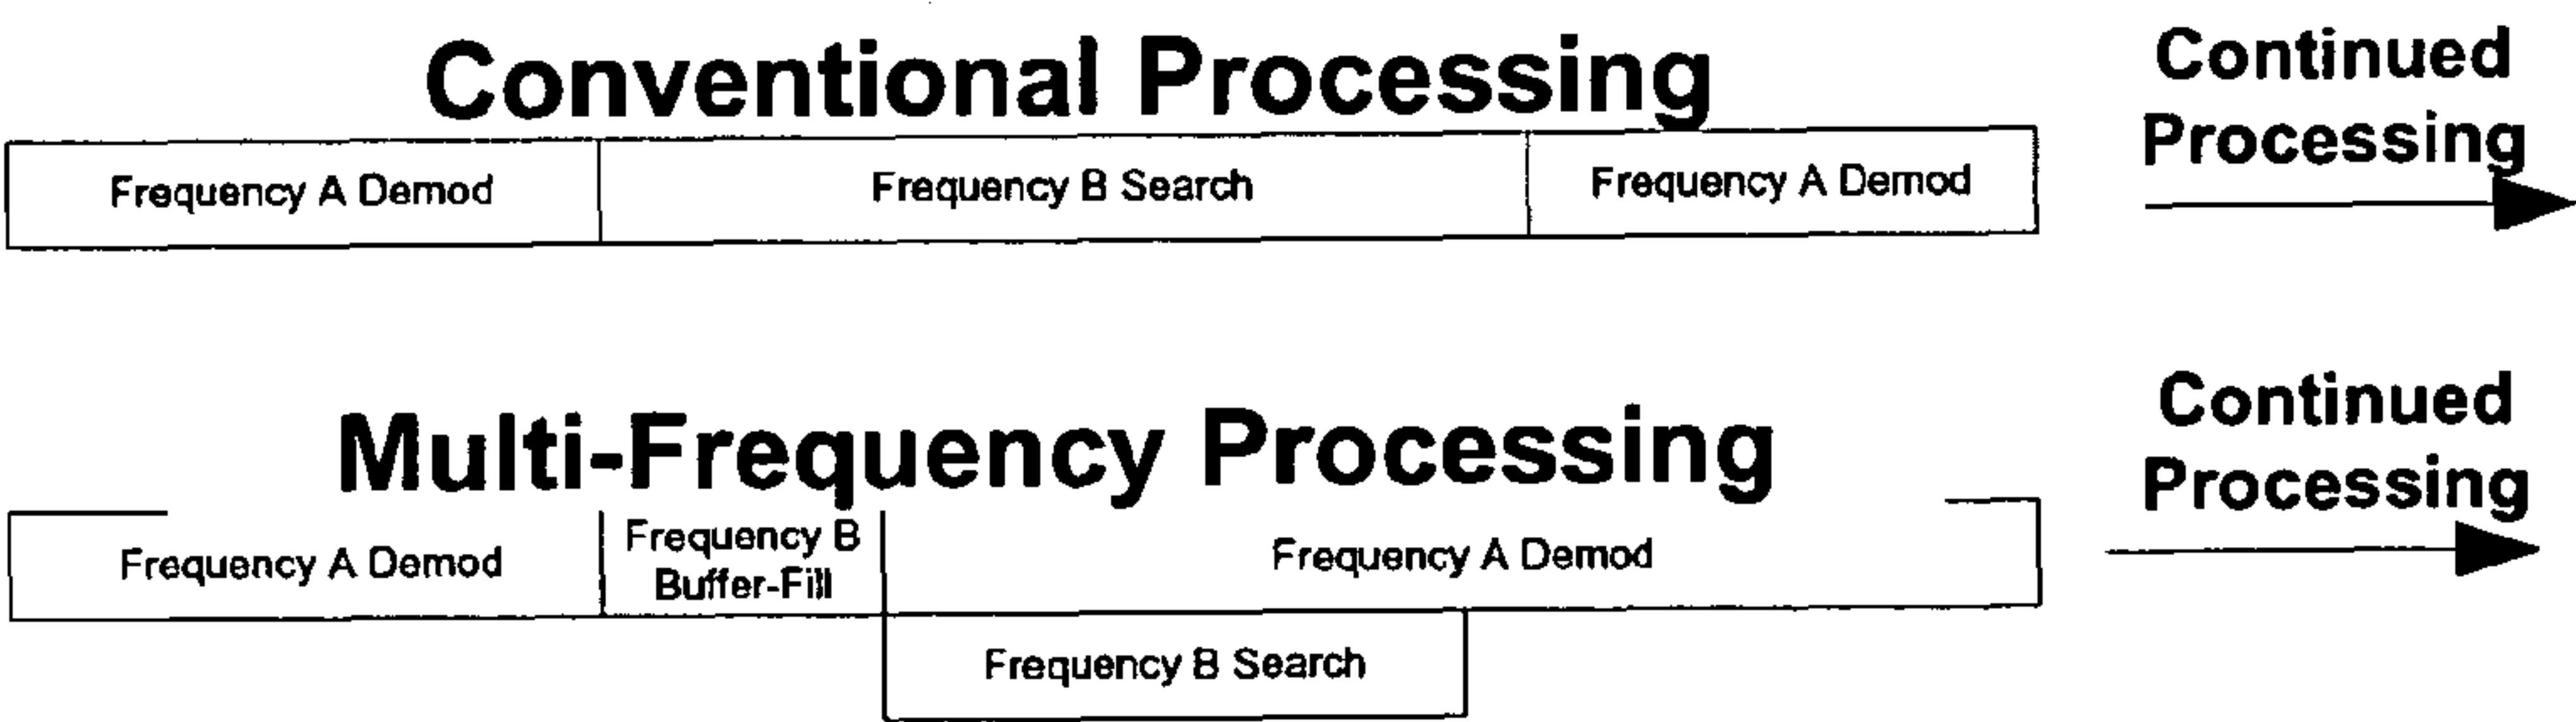 Conventional Processing
Continued
Processing
Frequency A Demod
Frequency B Search
Frequency A Demod
Multi-Frequency Processing
Continued
Processing
Frequency A Demod
Frequency B
Buffer-Fill
Frequency A Demod
Frequency B Search